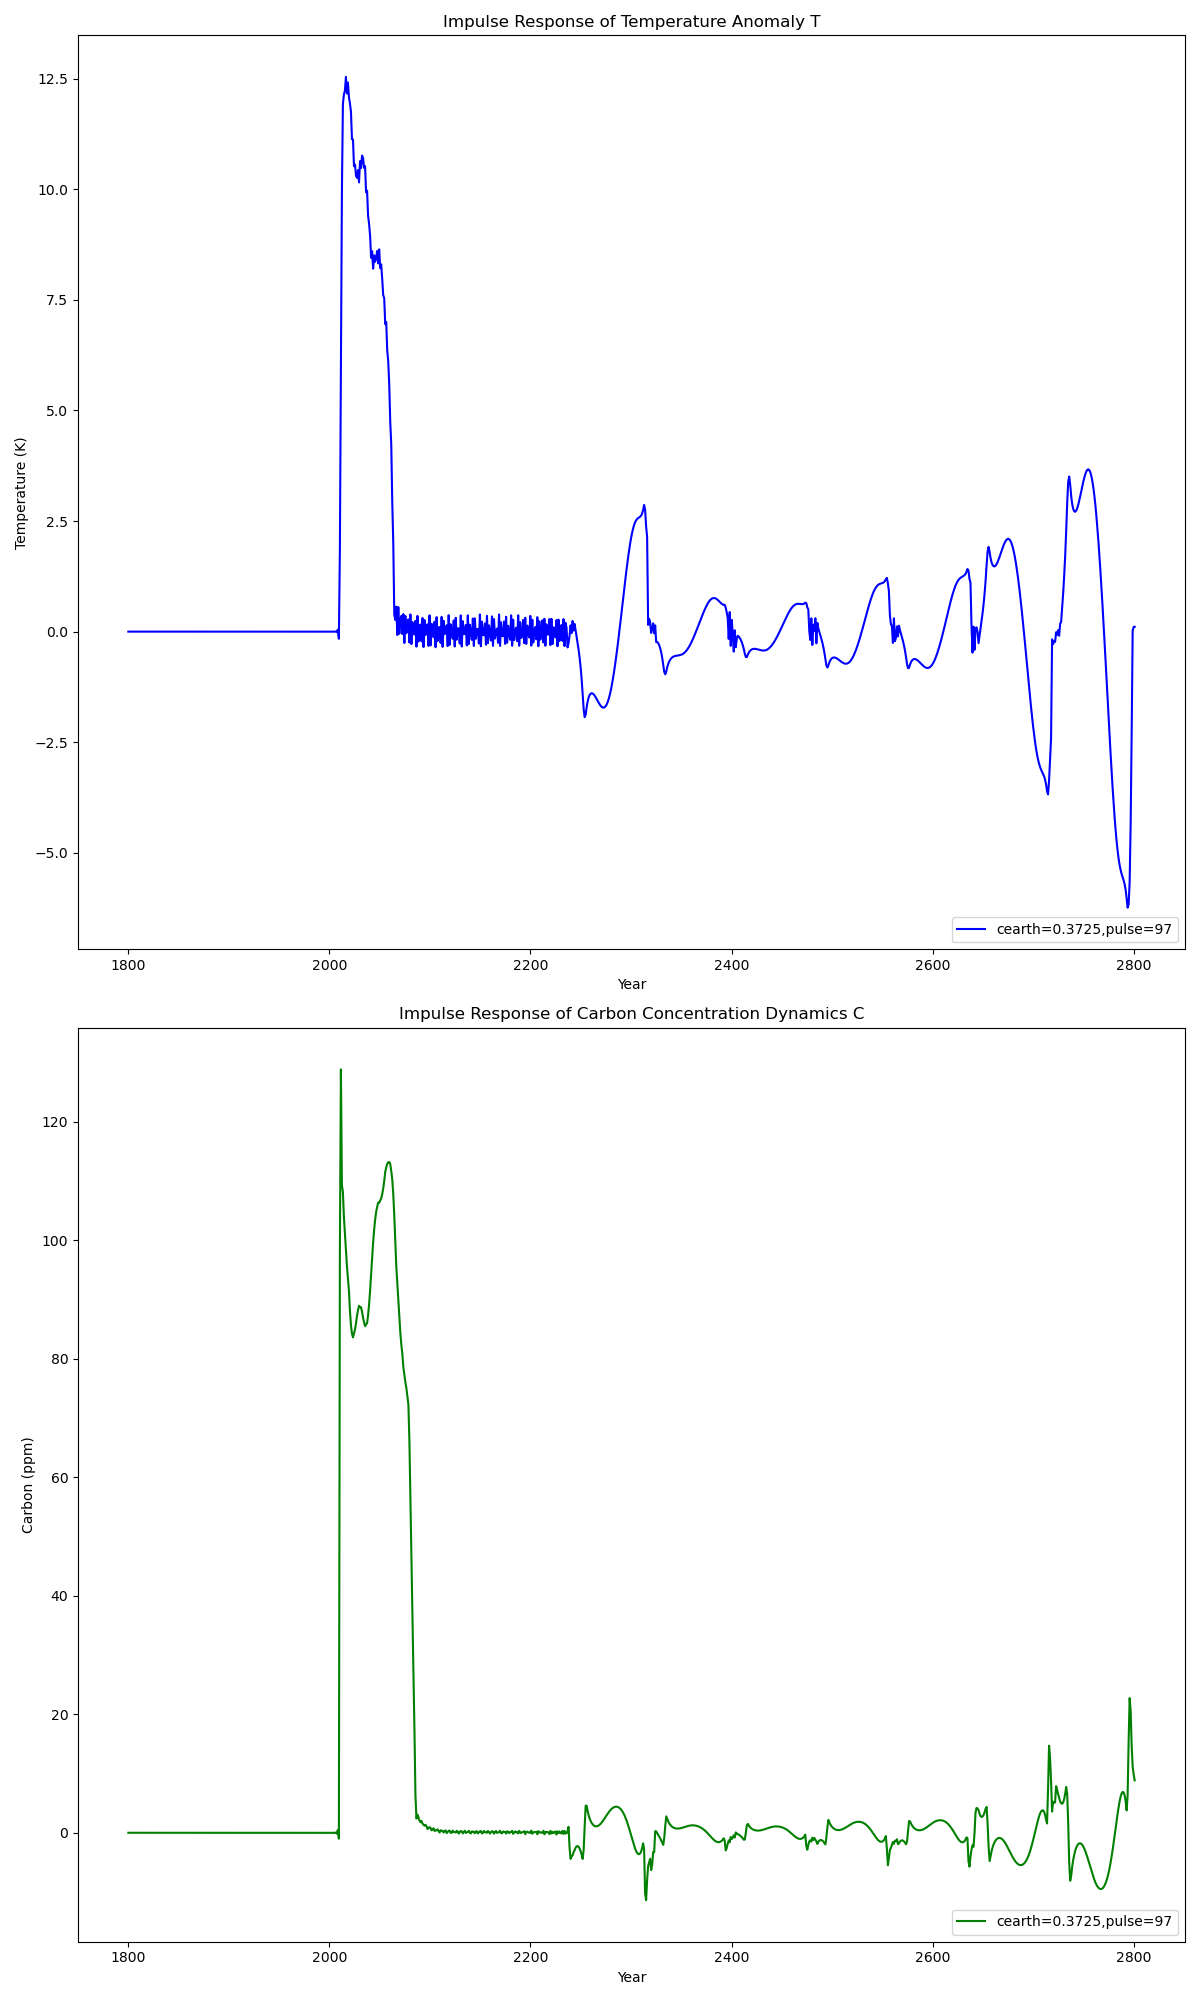 Impulse Response of Temperature Anomaly T
12.5
10.0
7.5
5.0
2.5
0.0
−2.5
−5.0
Temperature (K)
cearth=0.3725,pulse=97
1800 2000 2200 2400 2600 2800
Year
Impulse Response of Carbon Concentration Dynamics C
120
100
80
60
40
20
0
Carbon (ppm)
cearth=0.3725,pulse=97
1800 2000 2200 2400 2600 2800
Year